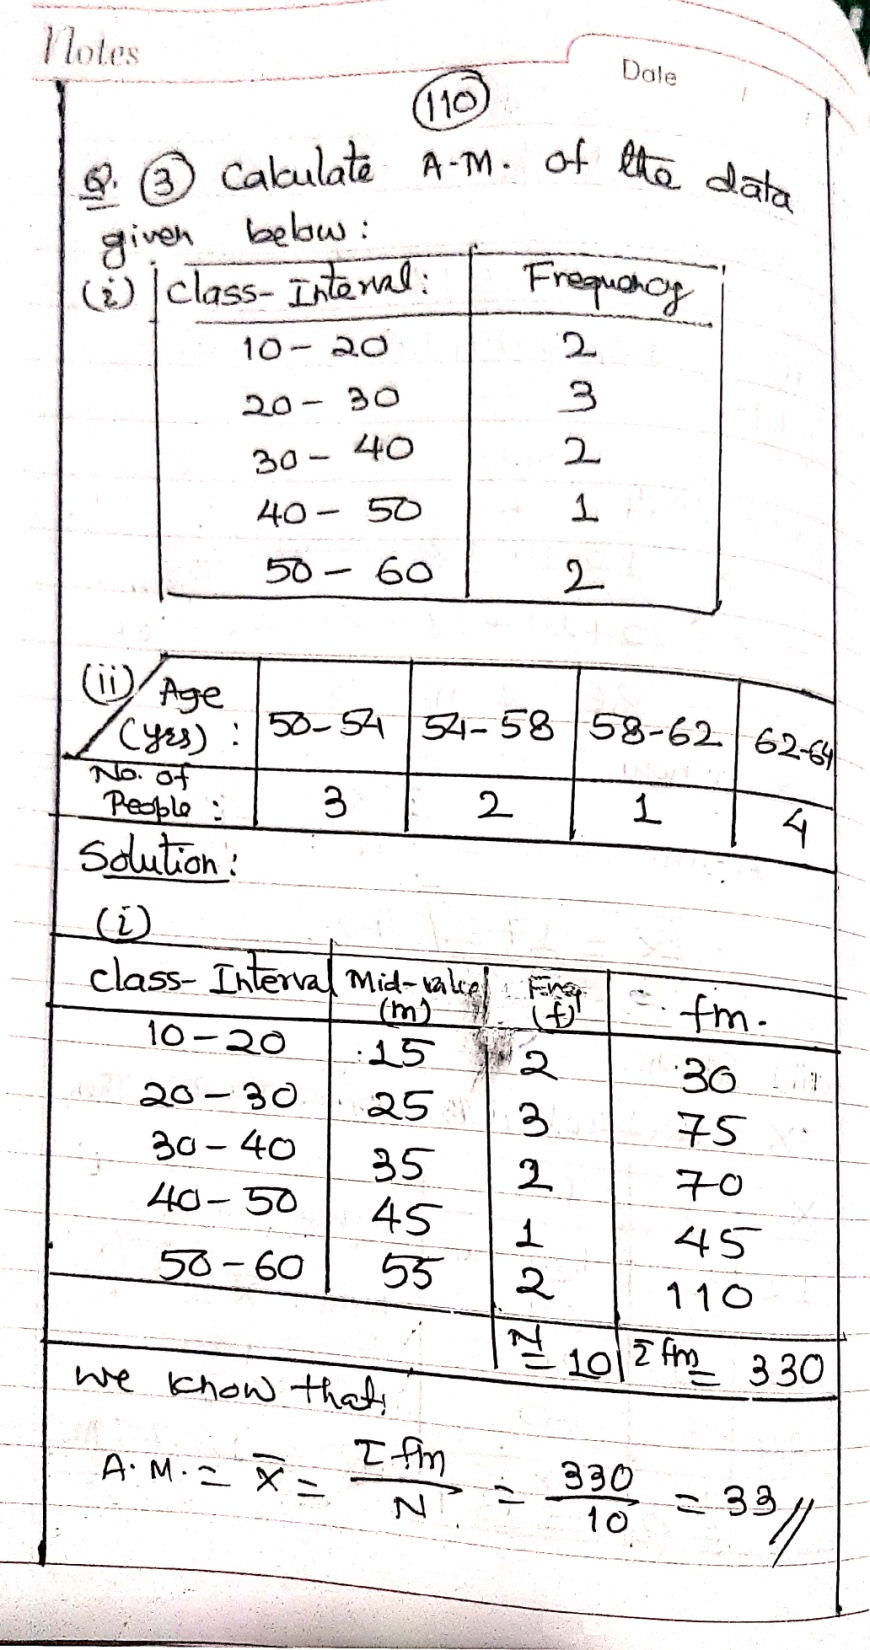 Notes
Date
110
Q. 3 Calculate A.M. of the data
given below:
(i) Class-Interval: Frequency
10-20 2
20-30 3
30-40 2
40-50 1
50-60 2
(ii) Age (yrs): 50-54 54-58 58-62 62-64
No. of People: 3 2 1 4
Solution:
(i)
Class-Interval Mid-value (m) Freq (f) fm.
10-20 15 2 30
20-30 25 3 75
30-40 35 2 70
40-50 45 1 45
50-60 55 2 110
N = 10 Σfm = 330
We know that,
A.M. = X̄ = Σfm / N = 330 / 10 = 33 //